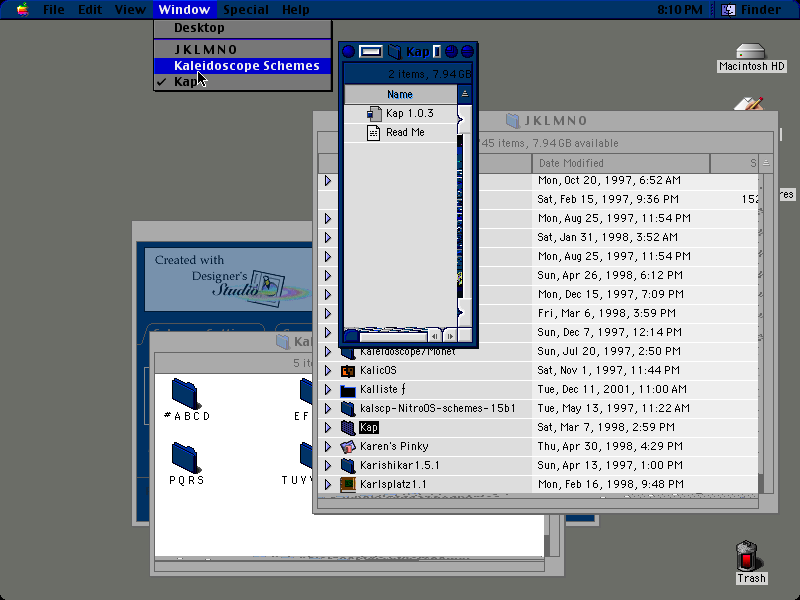 File Edit View Window Special Help 8:10 PM Finder
Desktop
JKLMNO
Kaleidoscope Schemes
✓ Kap
Kap
2 items, 7.94GB
Name
Kap 1.0.3
Read Me
Macintosh HD
JKLMNO
45 items, 7.94GB available
Date Modified S
Mon, Oct 20, 1997, 6:52 AM
Sat, Feb 15, 1997, 9:36 PM 152
Mon, Aug 25, 1997, 11:54 PM
Sat, Jan 31, 1998, 3:52 AM
Mon, Aug 25, 1997, 11:54 PM
Sun, Apr 26, 1998, 6:12 PM
Mon, Dec 15, 1997, 7:09 PM
Fri, Mar 6, 1998, 3:59 PM
Sun, Dec 7, 1997, 12:14 PM
Kaleidoscope/Monet Sun, Jul 20, 1997, 2:50 PM
KalicOS Sat, Nov 1, 1997, 11:44 PM
Kalliste ƒ Tue, Dec 11, 2001, 11:00 AM
kalscp-NitroOS-schemes-15b1 Tue, May 13, 1997, 11:22 AM
Kap Sat, Mar 7, 1998, 2:59 PM
Karen's Pinky Thu, Apr 30, 1998, 4:29 PM
Karishikar1.5.1 Sun, Apr 13, 1997, 1:00 PM
Karlsplatz1.1 Mon, Feb 16, 1998, 9:48 PM
res
Created with
Designer's
Studio
Kal
5 it
#ABCD
EF
PQRS
TUV
Trash